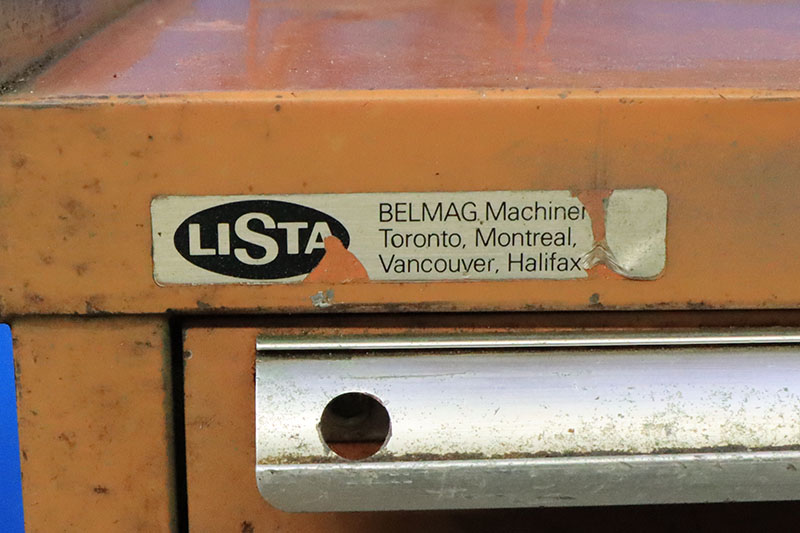 LISTA
BELMAG Machiner
Toronto, Montreal,
Vancouver, Halifax